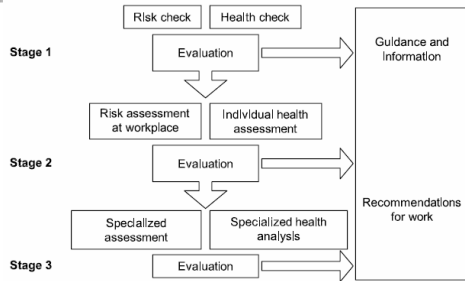 Risk check
Health check
Stage 1
Evaluation
Guidance and
Information
Risk assessment
at workplace
Individual health
assessment
Stage 2
Evaluation
Recommendations
for work
Specialized
assessment
Specialized health
analysis
Stage 3
Evaluation